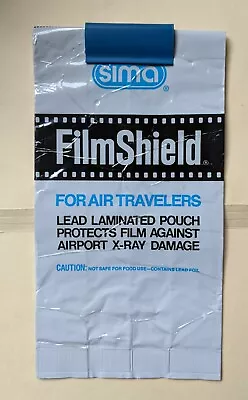 sima®
FilmShield®
FOR AIR TRAVELERS
LEAD LAMINATED POUCH
PROTECTS FILM AGAINST
AIRPORT X-RAY DAMAGE
CAUTION: NOT SAFE FOR FOOD USE—CONTAINS LEAD FOIL